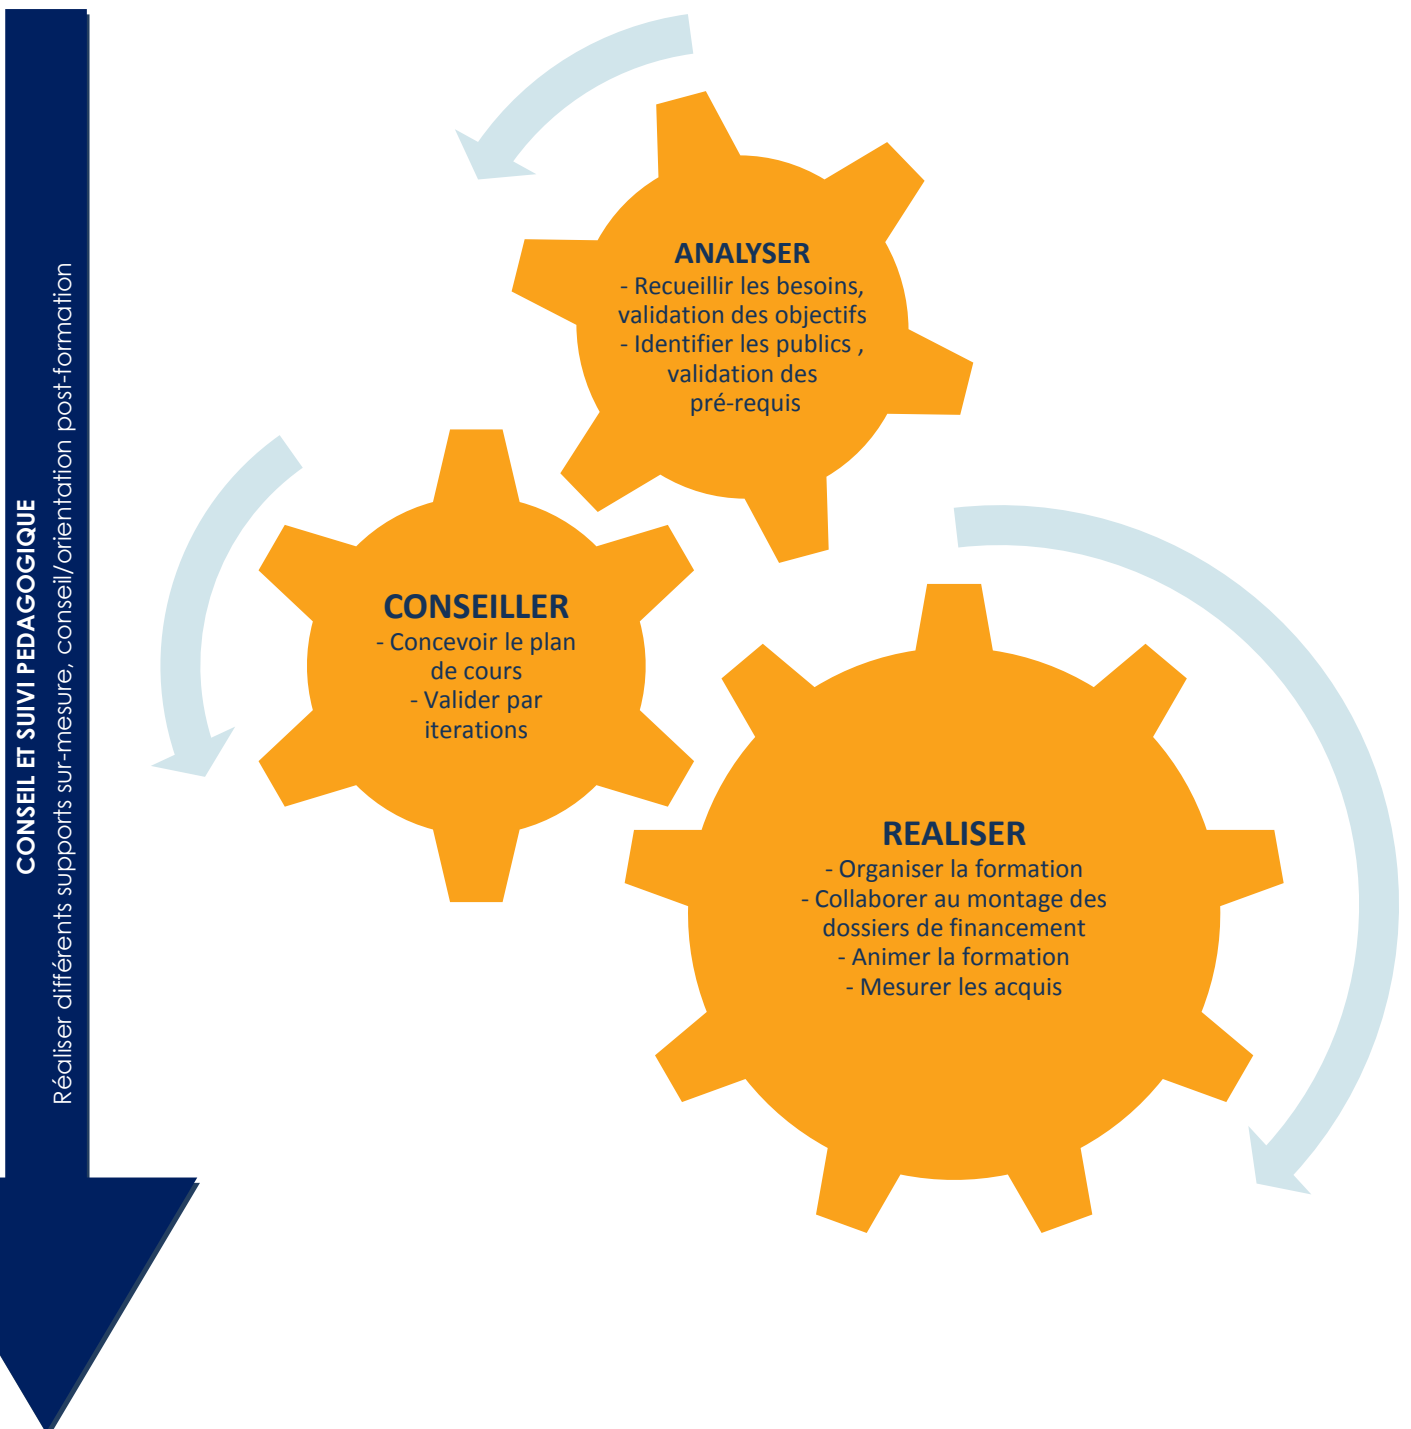 CONSEIL ET SUIVI PEDAGOGIQUE
Réaliser différents supports sur-mesure, conseil/orientation post-formation
ANALYSER
- Recueillir les besoins,
validation des objectifs
- Identifier les publics ,
validation des
pré-requis
CONSEILLER
- Concevoir le plan
de cours
- Valider par
iterations
REALISER
- Organiser la formation
- Collaborer au montage des
dossiers de financement
- Animer la formation
- Mesurer les acquis